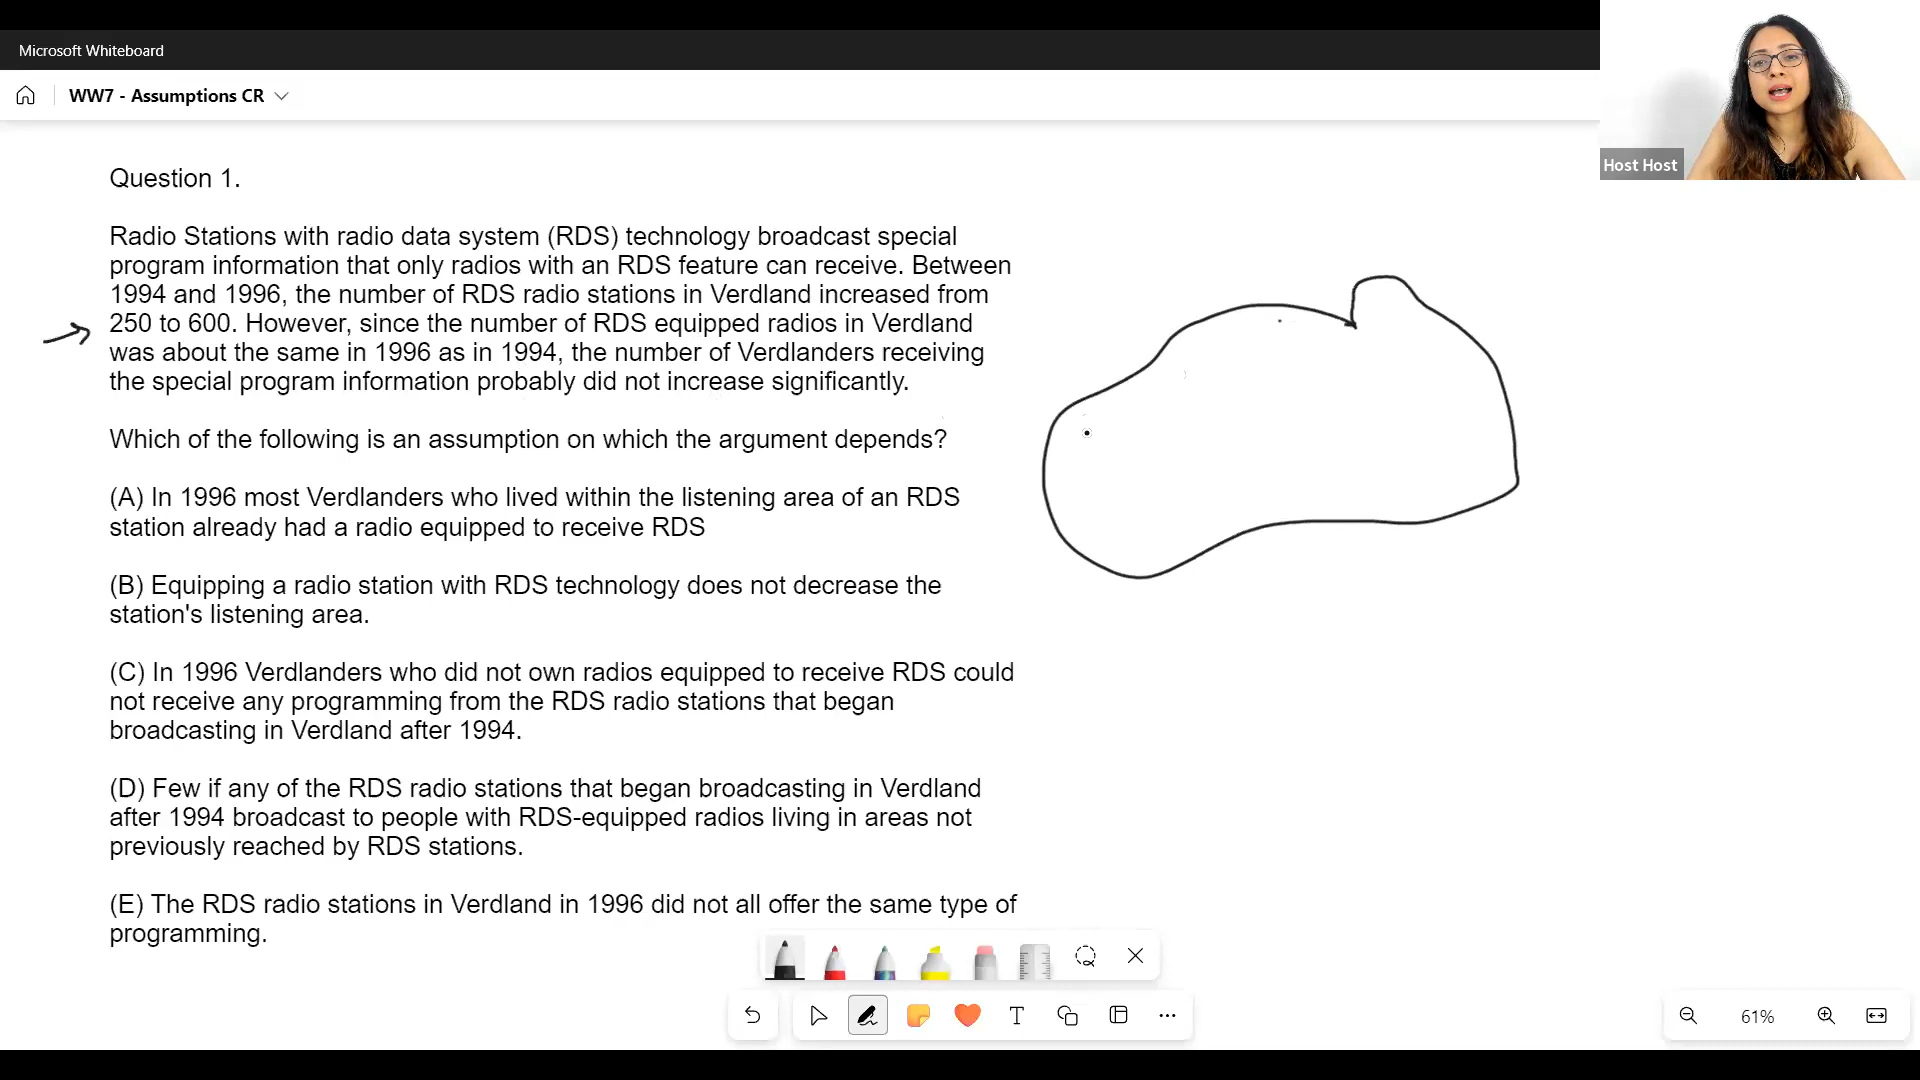 Microsoft Whiteboard
WW7 - Assumptions CR
Host Host
Question 1.
Radio Stations with radio data system (RDS) technology broadcast special
program information that only radios with an RDS feature can receive. Between
1994 and 1996, the number of RDS radio stations in Verdland increased from
250 to 600. However, since the number of RDS equipped radios in Verdland
was about the same in 1996 as in 1994, the number of Verdlanders receiving
the special program information probably did not increase significantly.
Which of the following is an assumption on which the argument depends?
(A) In 1996 most Verdlanders who lived within the listening area of an RDS
station already had a radio equipped to receive RDS
(B) Equipping a radio station with RDS technology does not decrease the
station's listening area.
(C) In 1996 Verdlanders who did not own radios equipped to receive RDS could
not receive any programming from the RDS radio stations that began
broadcasting in Verdland after 1994.
(D) Few if any of the RDS radio stations that began broadcasting in Verdland
after 1994 broadcast to people with RDS-equipped radios living in areas not
previously reached by RDS stations.
(E) The RDS radio stations in Verdland in 1996 did not all offer the same type of
programming.
61%